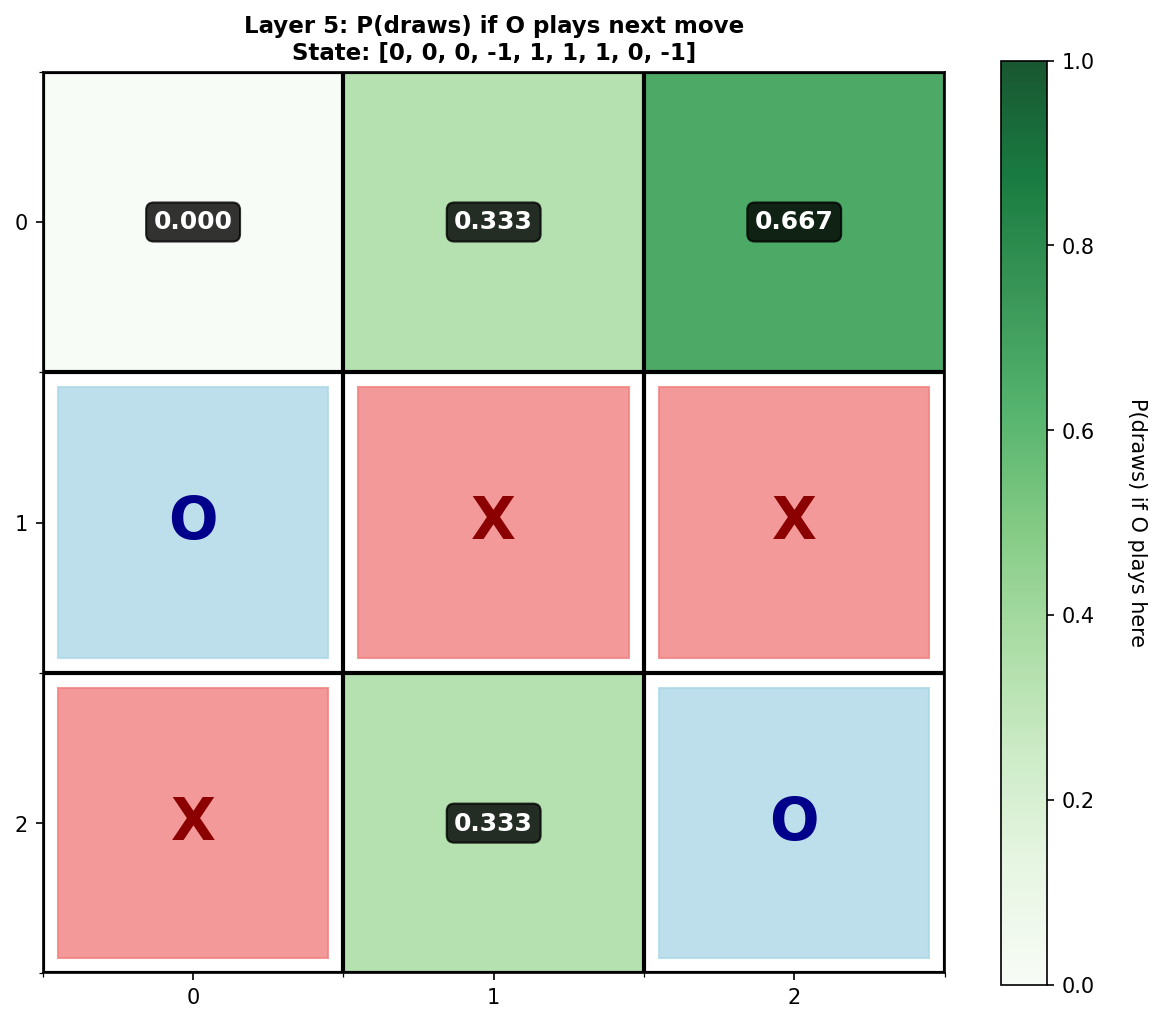 Layer 5: P(draws) if O plays next move
State: [0, 0, 0, -1, 1, 1, 1, 0, -1]
0
0.000
0.333
0.667
1
O
X
X
2
X
0.333
O
0
1
2
1.0
0.8
0.6
0.4
0.2
0.0
P(draws) if O plays here